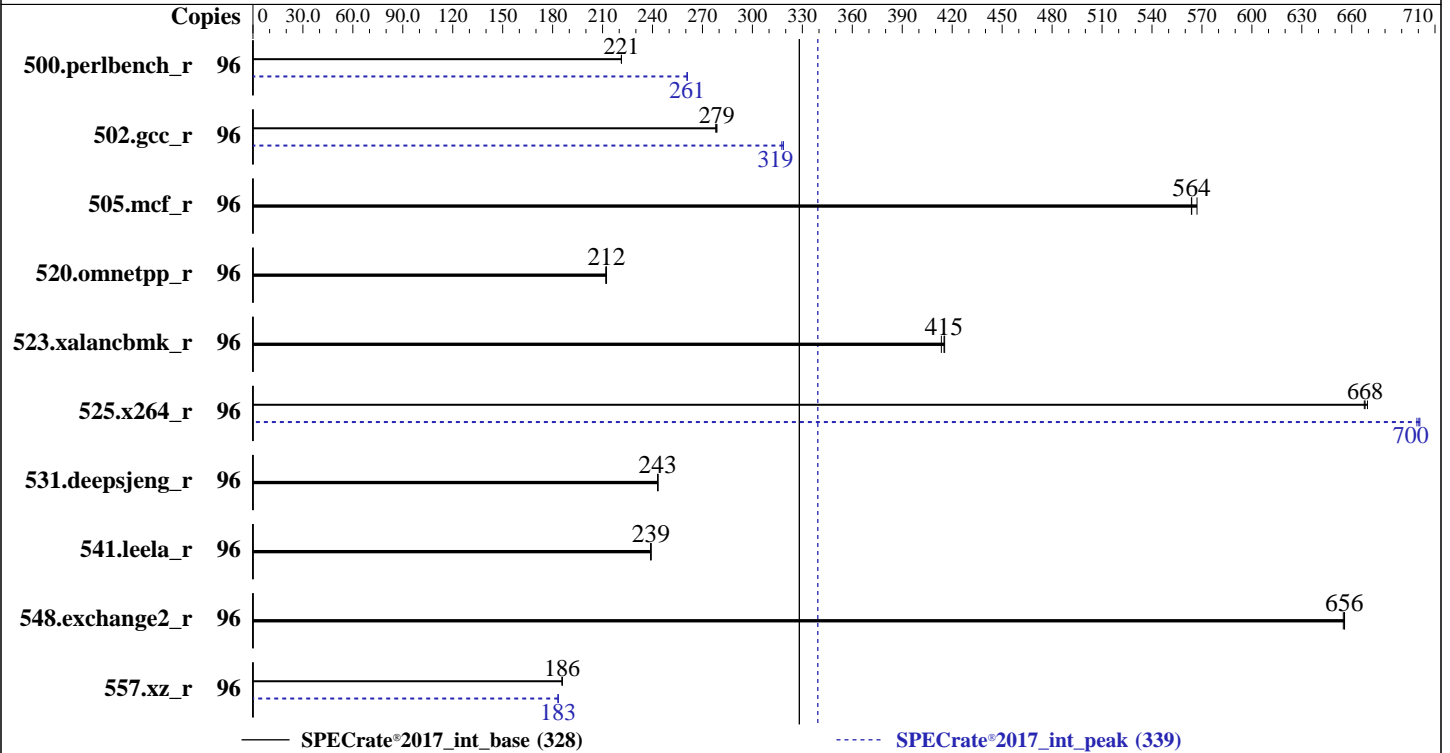 Copies 0 30.0 60.0 90.0 120 150 180 210 240 270 300 330 360 390 420 450 480 510 540 570 600 630 660 710
500.perlbench_r 96 221
261
502.gcc_r 96 279
319
505.mcf_r 96 564
520.omnetpp_r 96 212
523.xalancbmk_r 96 415
525.x264_r 96 668
700
531.deepsjeng_r 96 243
541.leela_r 96 239
548.exchange2_r 96 656
557.xz_r 96 186
183
SPECrate®2017_int_base (328) SPECrate®2017_int_peak (339)